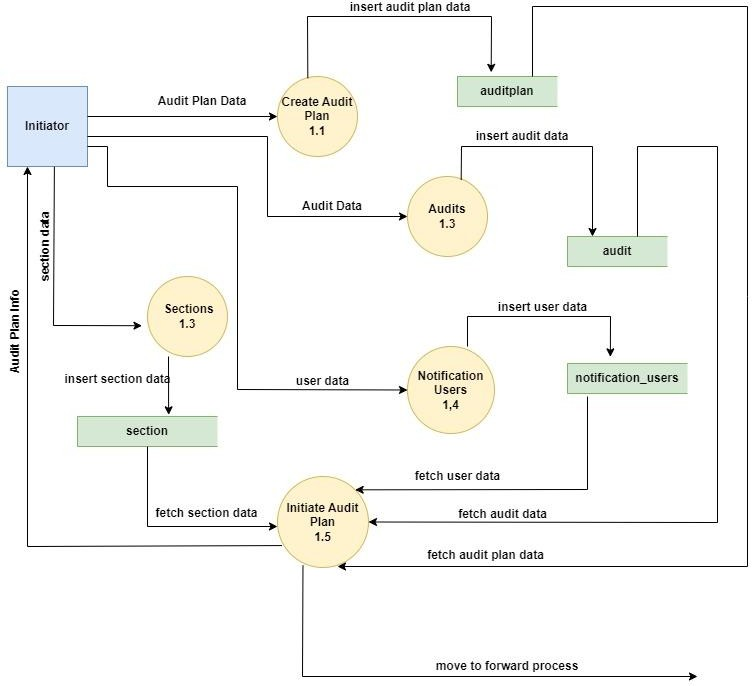 insert audit plan data
auditplan
Audit Plan Data
Create Audit
Plan
1.1
Initiator
insert audit data
Audit Data
Audits
1.3
audit
section data
Audit Plan Info
Sections
1.3
insert user data
insert section data
user data
Notification
Users
1,4
notification_users
section
fetch user data
fetch section data
Initiate Audit
Plan
1.5
fetch audit data
fetch audit plan data
move to forward process